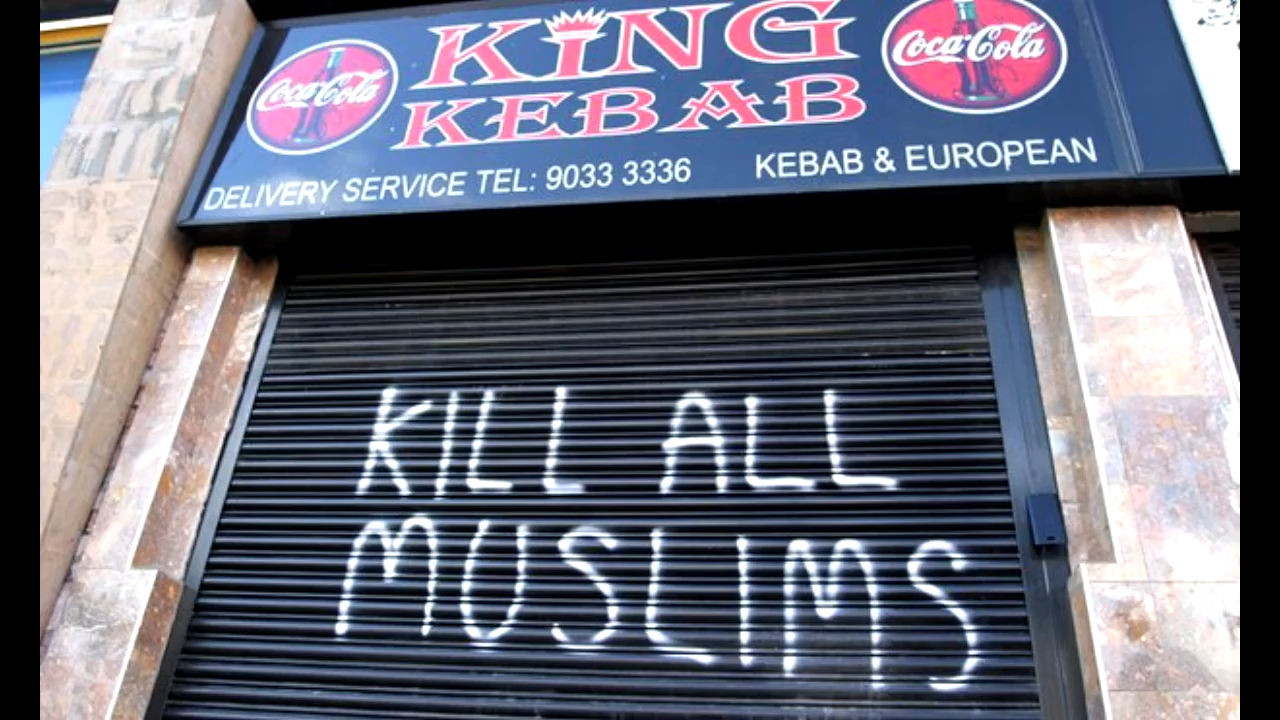 KING
KEBAB
Coca-Cola
Coca-Cola
DELIVERY SERVICE TEL: 9033 3336
KEBAB & EUROPEAN
KILL ALL
MUSLIMS